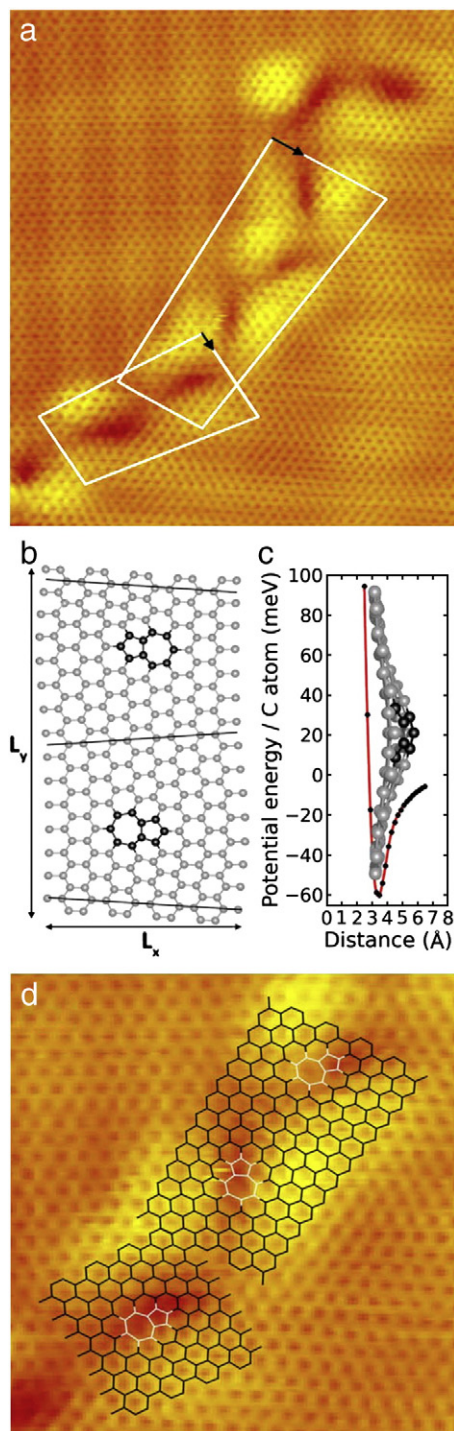 a
b
c
L_y
L_x
Potential energy / C atom (meV)
100
80
60
40
20
0
−20
−40
−60
0 1 2 3 4 5 6 7 8
Distance (Å)
d